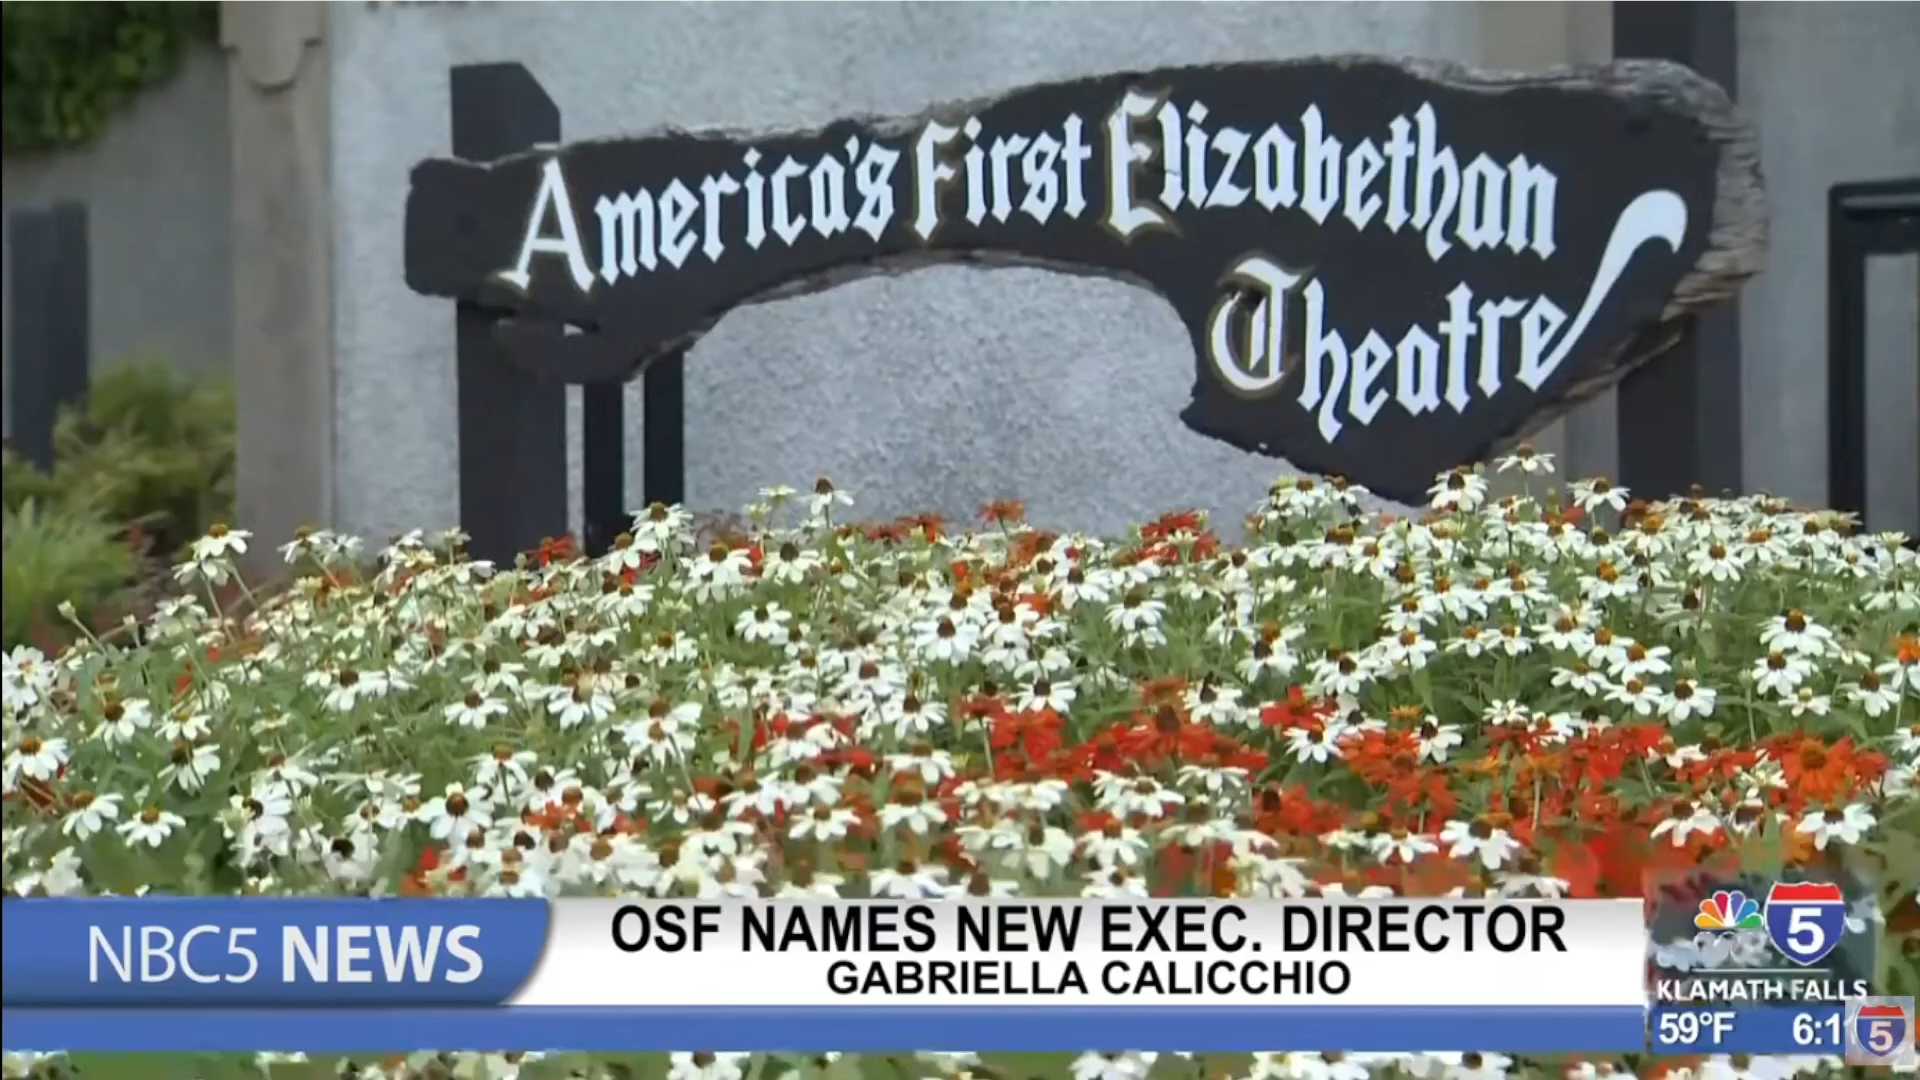 America's First Elizabethan
Theatre
NBC5 NEWS
OSF NAMES NEW EXEC. DIRECTOR
GABRIELLA CALICCHIO
5
KLAMATH FALLS
59°F
5